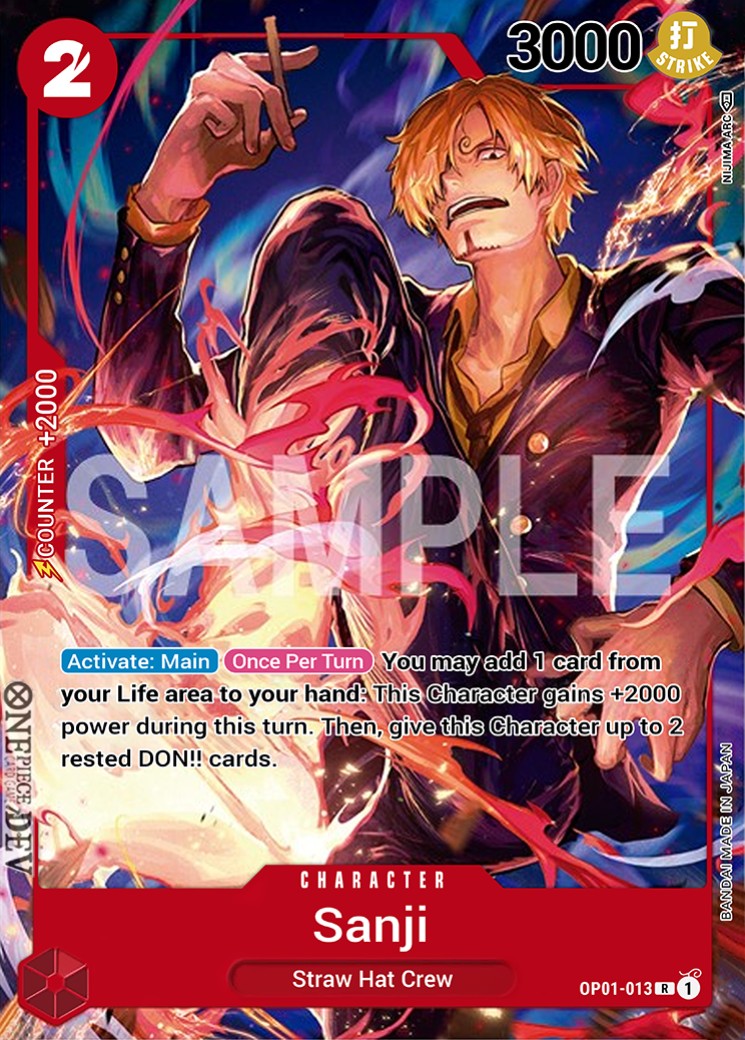 2
3000
打
STRIKE
NIJIMA ARC
COUNTER +2000
SAMPLE
Activate: Main Once Per Turn You may add 1 card from
your Life area to your hand: This Character gains +2000
power during this turn. Then, give this Character up to 2
rested DON!! cards.
ONE PIECE
CARD GAME
.DEV
BANDAI MADE IN JAPAN
CHARACTER
Sanji
Straw Hat Crew
OP01-013 R 1